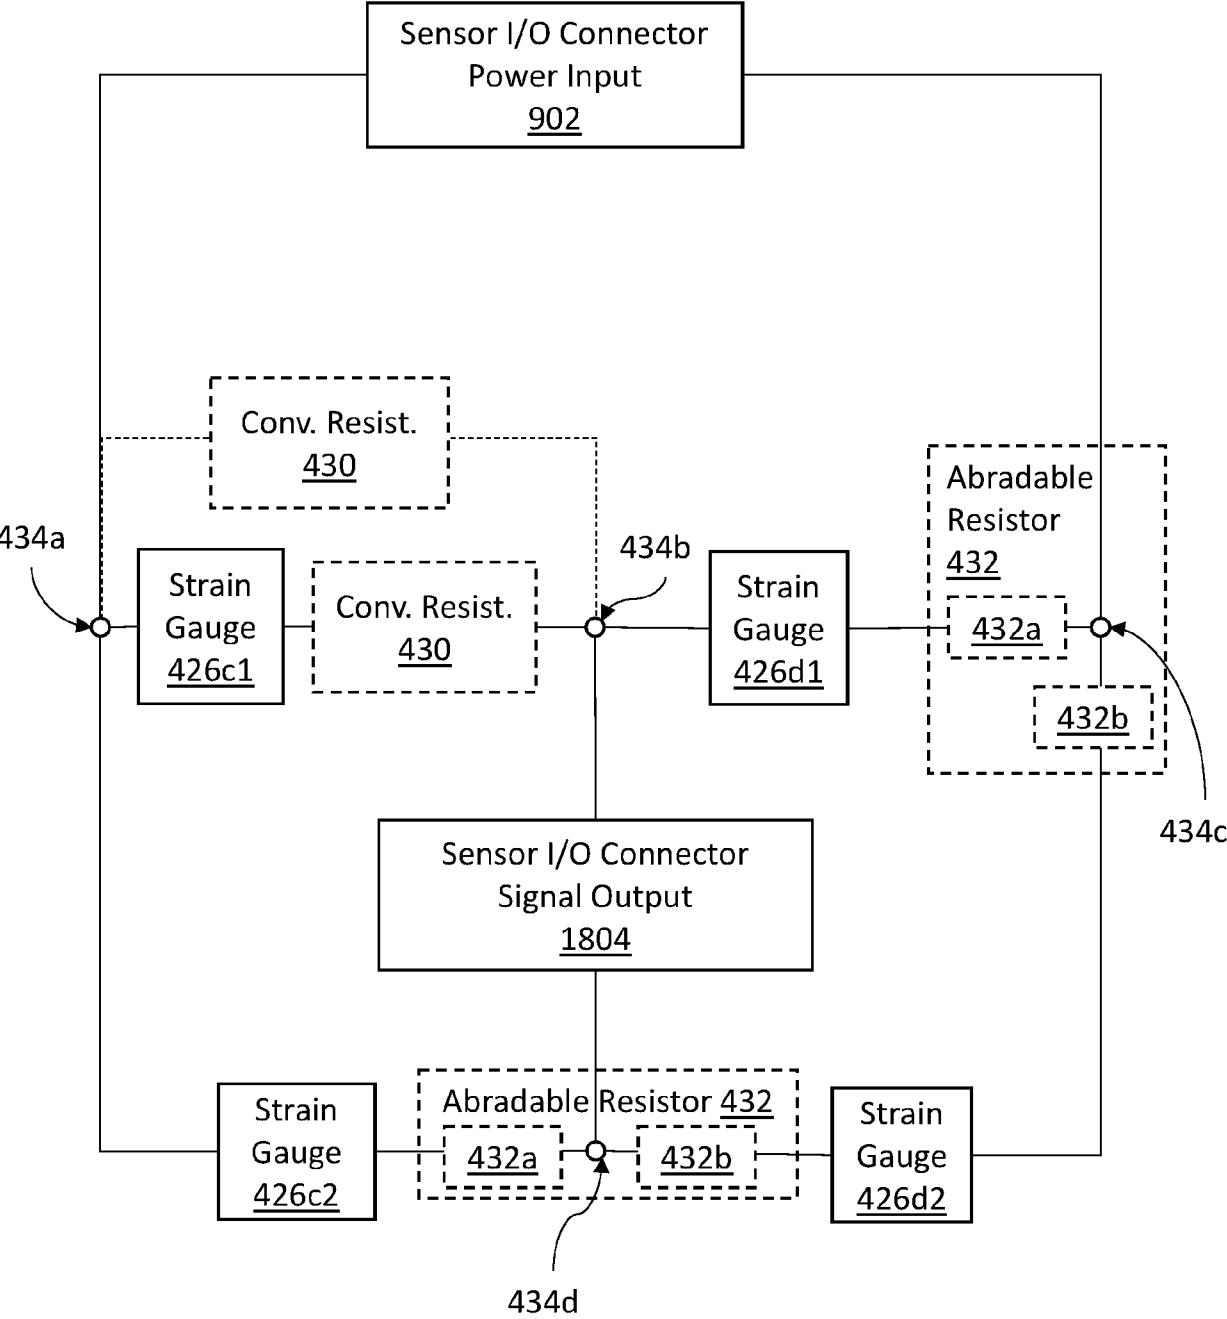 Sensor I/O Connector
Power Input
902
Conv. Resist.
430
Abradable
Resistor
432
434a
434b
Strain
Gauge
426c1
Conv. Resist.
430
Strain
Gauge
426d1
432a
432b
434c
Sensor I/O Connector
Signal Output
1804
Strain
Gauge
426c2
Abradable Resistor 432
432a
432b
Strain
Gauge
426d2
434d